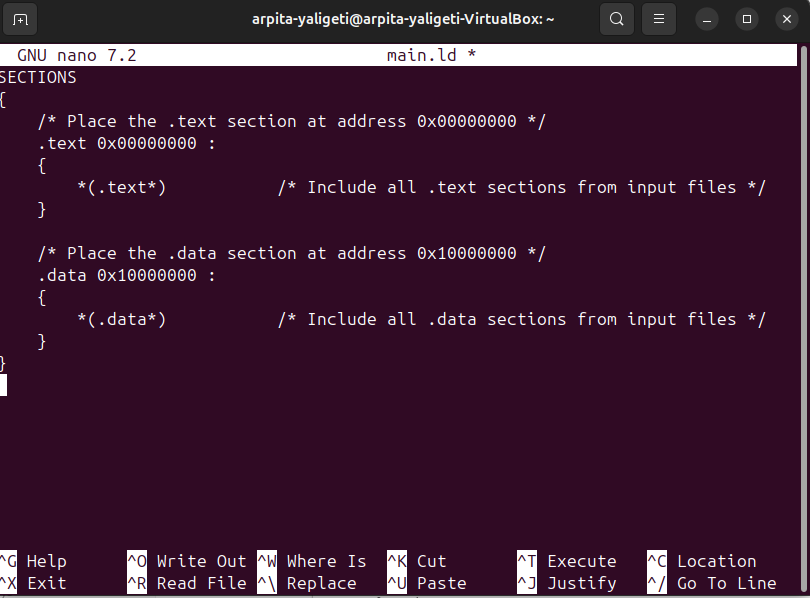 arpita-yaligeti@arpita-yaligeti-VirtualBox: ~
GNU nano 7.2 main.ld *
SECTIONS
{
    /* Place the .text section at address 0x00000000 */
    .text 0x00000000 :
    {
        *(.text*)           /* Include all .text sections from input files */
    }

    /* Place the .data section at address 0x10000000 */
    .data 0x10000000 :
    {
        *(.data*)           /* Include all .data sections from input files */
    }
}
^G Help ^O Write Out ^W Where Is ^K Cut ^T Execute ^C Location
^X Exit ^R Read File ^\ Replace ^U Paste ^J Justify ^/ Go To Line